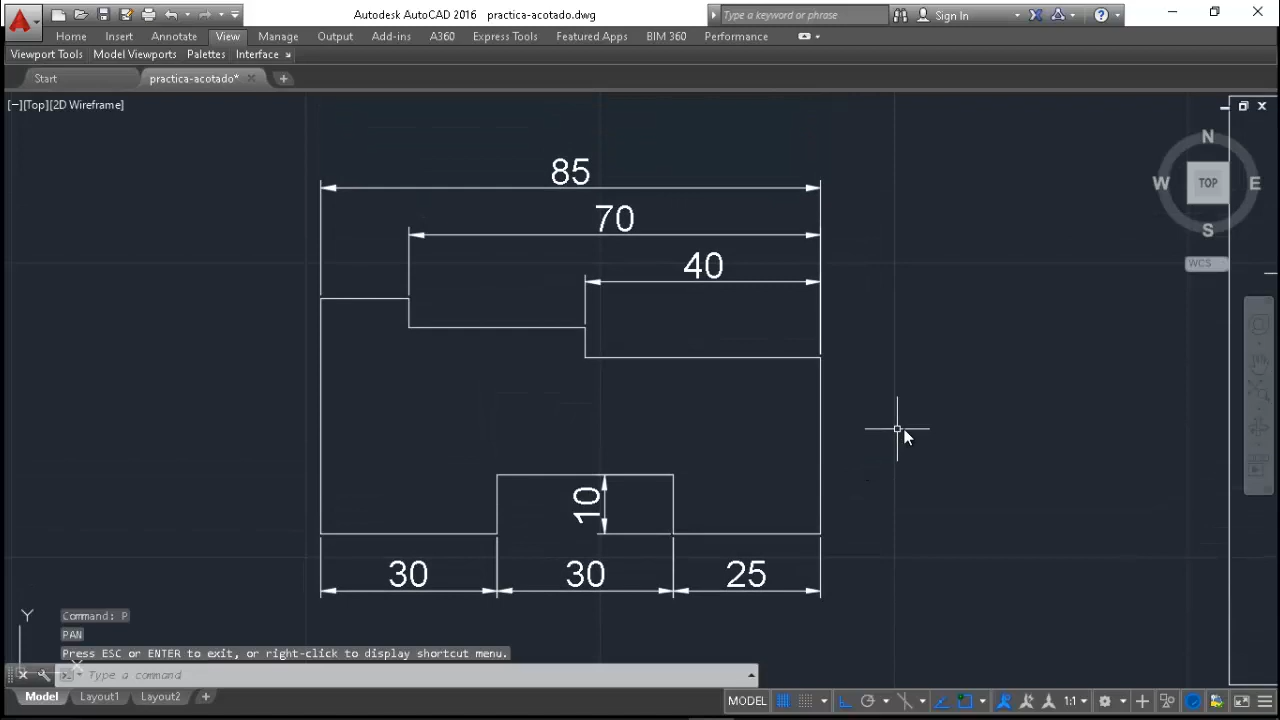 Autodesk AutoCAD 2016 practica-acotado.dwg
Type a keyword or phrase
Sign In
Home Insert Annotate View Manage Output Add-ins A360 Express Tools Featured Apps BIM 360 Performance
Viewport Tools Model Viewports Palettes Interface
Start practica-acotado*
[−][Top][2D Wireframe]
N
W TOP E
S
WCS
85
70
40
10
30 30 25
Y
X
Command: P
PAN
Press ESC or ENTER to exit, or right-click to display shortcut menu.
Type a command
Model Layout1 Layout2 +
MODEL 1:1